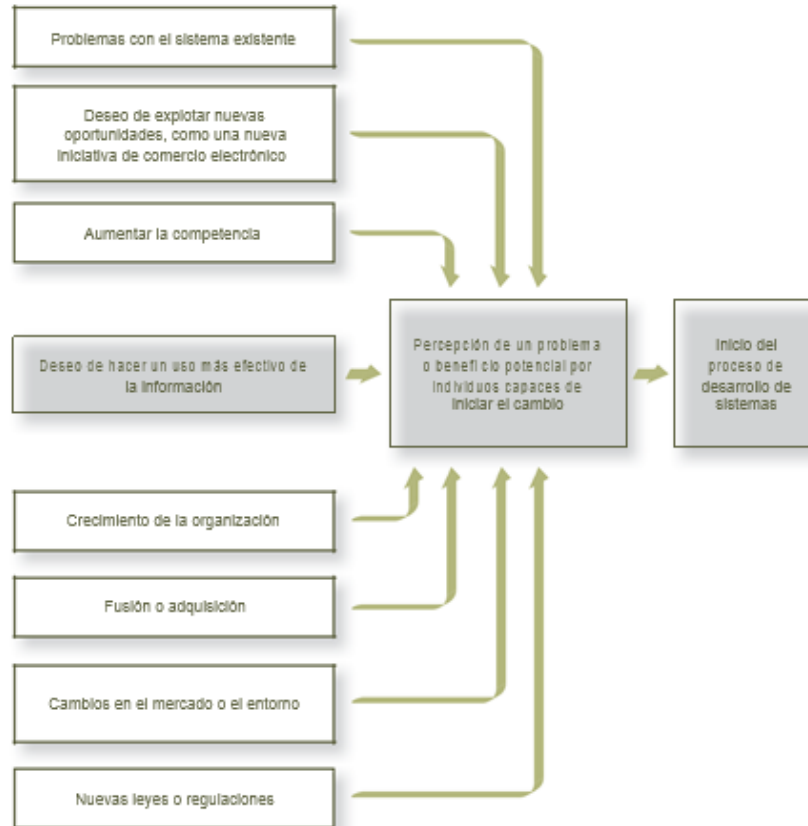 Problemas con el sistema existente
Deseo de explotar nuevas
oportunidades, como una nueva
iniciativa de comercio electrónico
Aumentar la competencia
Deseo de hacer un uso más efectivo de
la información
Percepción de un problema
o beneficio potencial por
individuos capaces de
iniciar el cambio
Inicio del
proceso de
desarrollo de
sistemas
Crecimiento de la organización
Fusión o adquisición
Cambios en el mercado o el entorno
Nuevas leyes o regulaciones